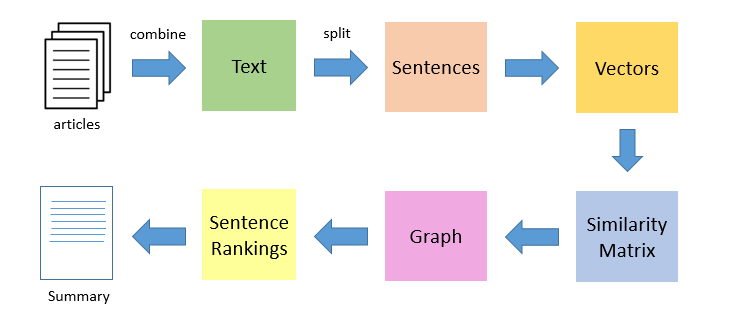 combine
split
Text
Sentences
Vectors
articles
Sentence
Rankings
Graph
Similarity
Matrix
Summary